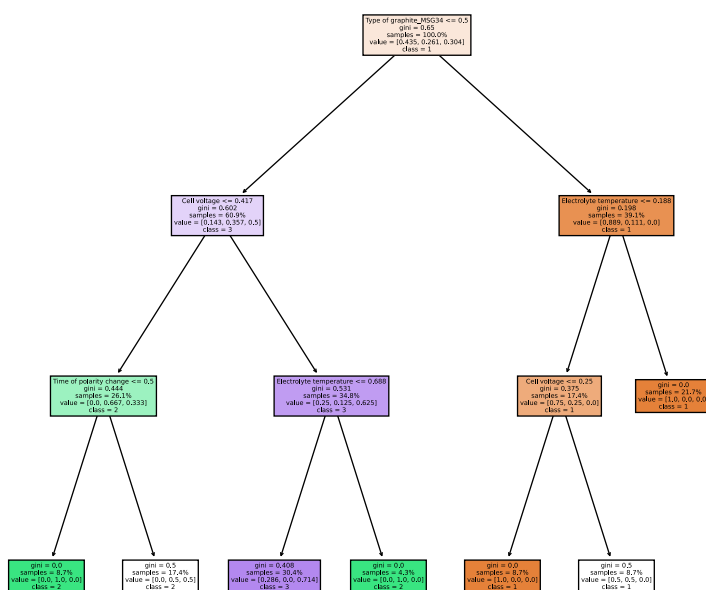 Type of graphite_MSG34 <= 0.5
gini = 0.65
samples = 100.0%
value = [0.435, 0.261, 0.304]
class = 1
Cell voltage <= 0.417
gini = 0.602
samples = 60.9%
value = [0.143, 0.357, 0.5]
class = 3
Electrolyte temperature <= 0.188
gini = 0.198
samples = 39.1%
value = [0.889, 0.111, 0.0]
class = 1
Time of polarity change <= 0.5
gini = 0.444
samples = 26.1%
value = [0.0, 0.667, 0.333]
class = 2
Electrolyte temperature <= 0.688
gini = 0.531
samples = 34.8%
value = [0.25, 0.125, 0.625]
class = 3
Cell voltage <= 0.25
gini = 0.375
samples = 17.4%
value = [0.75, 0.25, 0.0]
class = 1
gini = 0.0
samples = 21.7%
value = [1.0, 0.0, 0.0
class = 1
gini = 0.0
samples = 8.7%
value = [0.0, 1.0, 0.0]
class = 2
gini = 0.5
samples = 17.4%
value = [0.0, 0.5, 0.5]
class = 2
gini = 0.408
samples = 30.4%
value = [0.286, 0.0, 0.714]
class = 3
gini = 0.0
samples = 4.3%
value = [0.0, 1.0, 0.0]
class = 2
gini = 0.0
samples = 8.7%
value = [1.0, 0.0, 0.0]
class = 1
gini = 0.5
samples = 8.7%
value = [0.5, 0.5, 0.0]
class = 1